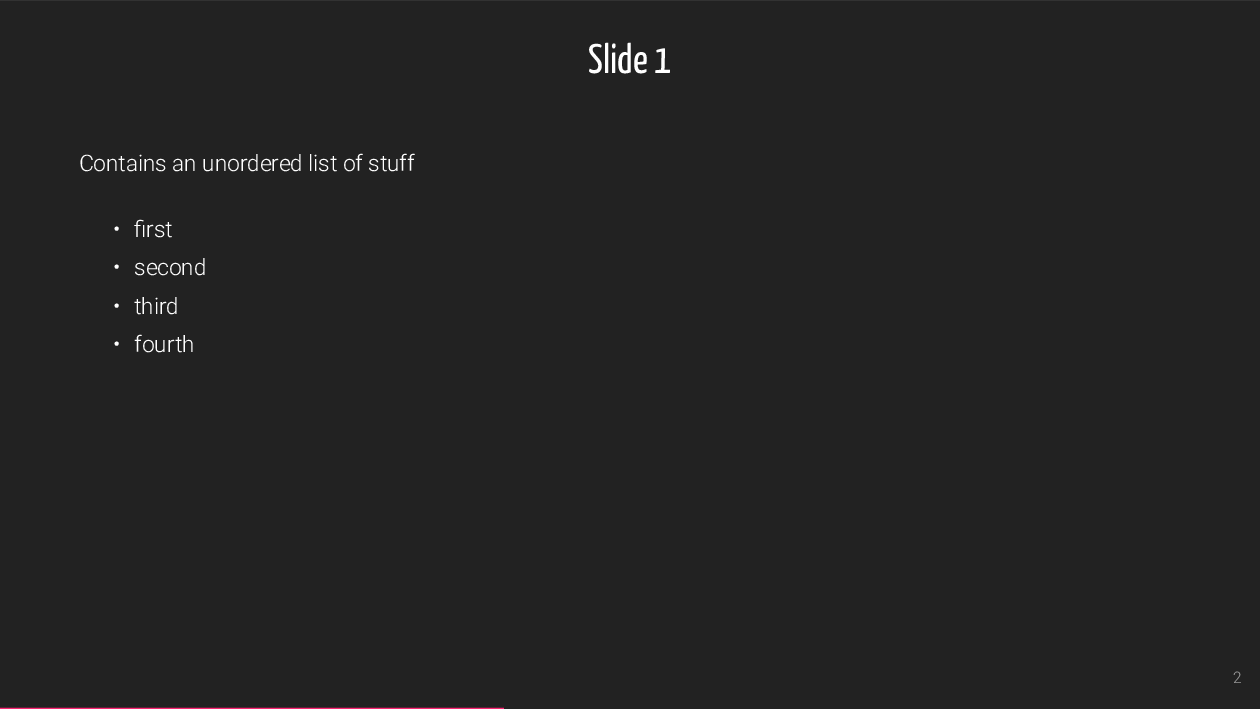 Slide 1
Contains an unordered list of stuff
• first
• second
• third
• fourth
2